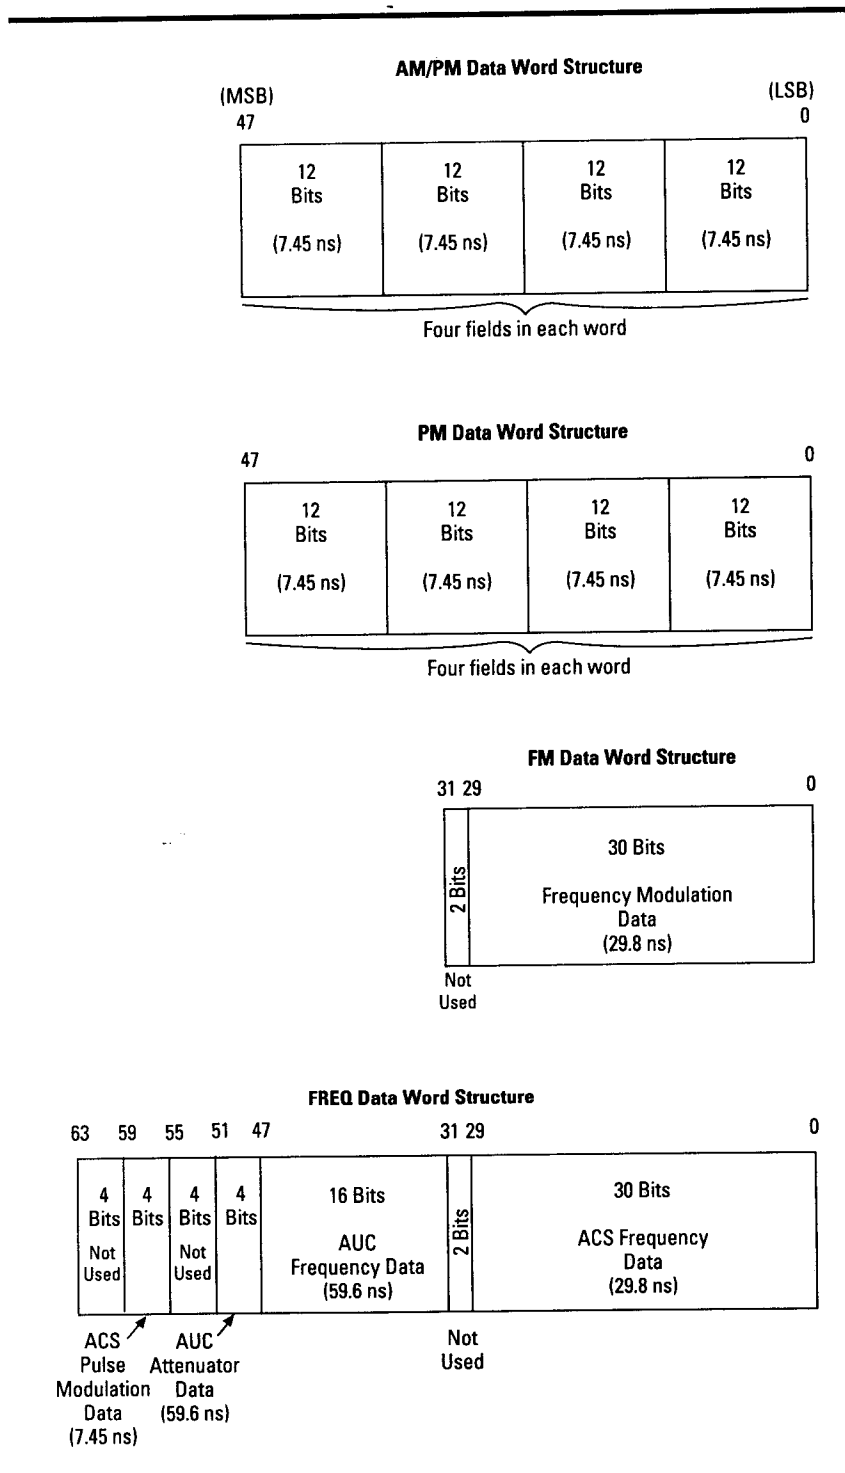 AM/PM Data Word Structure
(MSB) (LSB)
47 0
12 12 12 12
Bits Bits Bits Bits
(7.45 ns) (7.45 ns) (7.45 ns) (7.45 ns)
Four fields in each word
PM Data Word Structure
47 0
12 12 12 12
Bits Bits Bits Bits
(7.45 ns) (7.45 ns) (7.45 ns) (7.45 ns)
Four fields in each word
FM Data Word Structure
31 29 0
2 Bits
30 Bits
Frequency Modulation
Data
(29.8 ns)
Not
Used
FREQ Data Word Structure
63 59 55 51 47 31 29 0
4 Bits Not Used
4 Bits
4 Bits Not Used
4 Bits
16 Bits
AUC
Frequency Data
(59.6 ns)
2 Bits
30 Bits
ACS Frequency
Data
(29.8 ns)
ACS
Pulse
Modulation
Data
(7.45 ns)
AUC
Attenuator
Data
(59.6 ns)
Not
Used